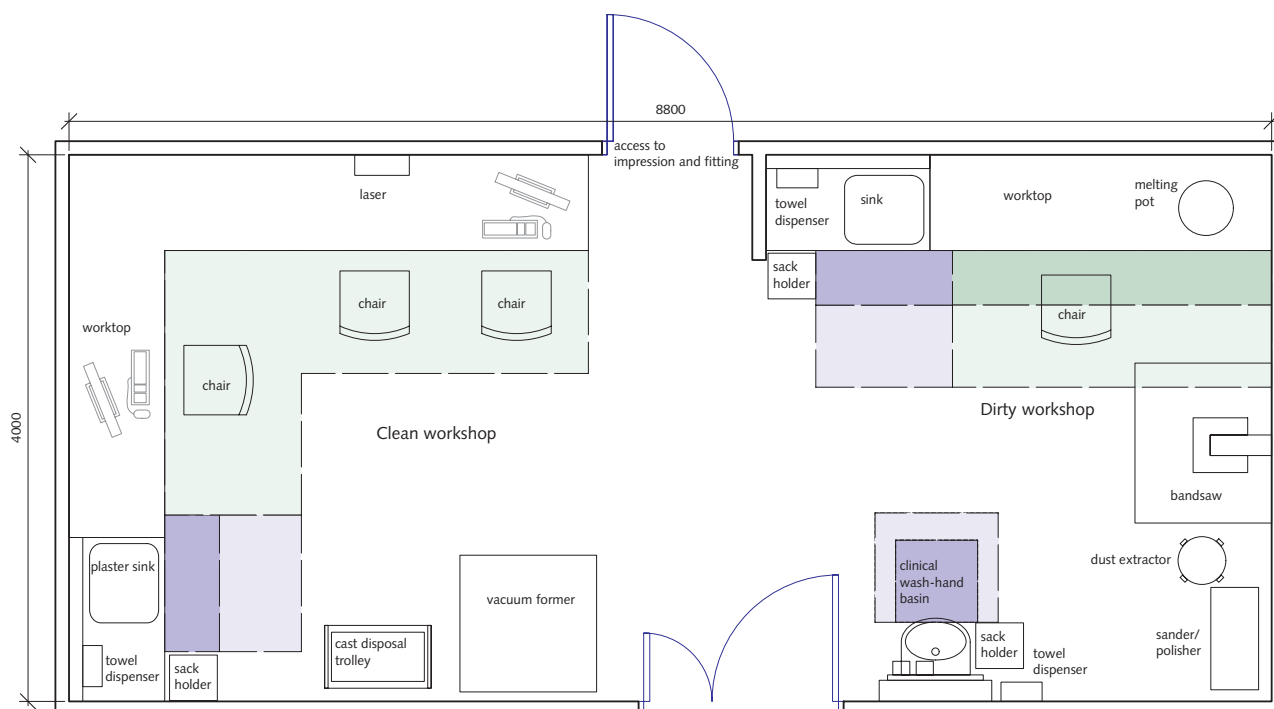 8800
access to
impression and fitting
laser
towel
dispenser
sink
worktop
melting
pot
sack
holder
chair
chair
chair
worktop
chair
4000
Clean workshop
Dirty workshop
bandsaw
plaster sink
vacuum former
clinical
wash-hand
basin
dust extractor
cast disposal
trolley
towel
dispenser
sack
holder
sack
holder
towel
dispenser
sander/
polisher